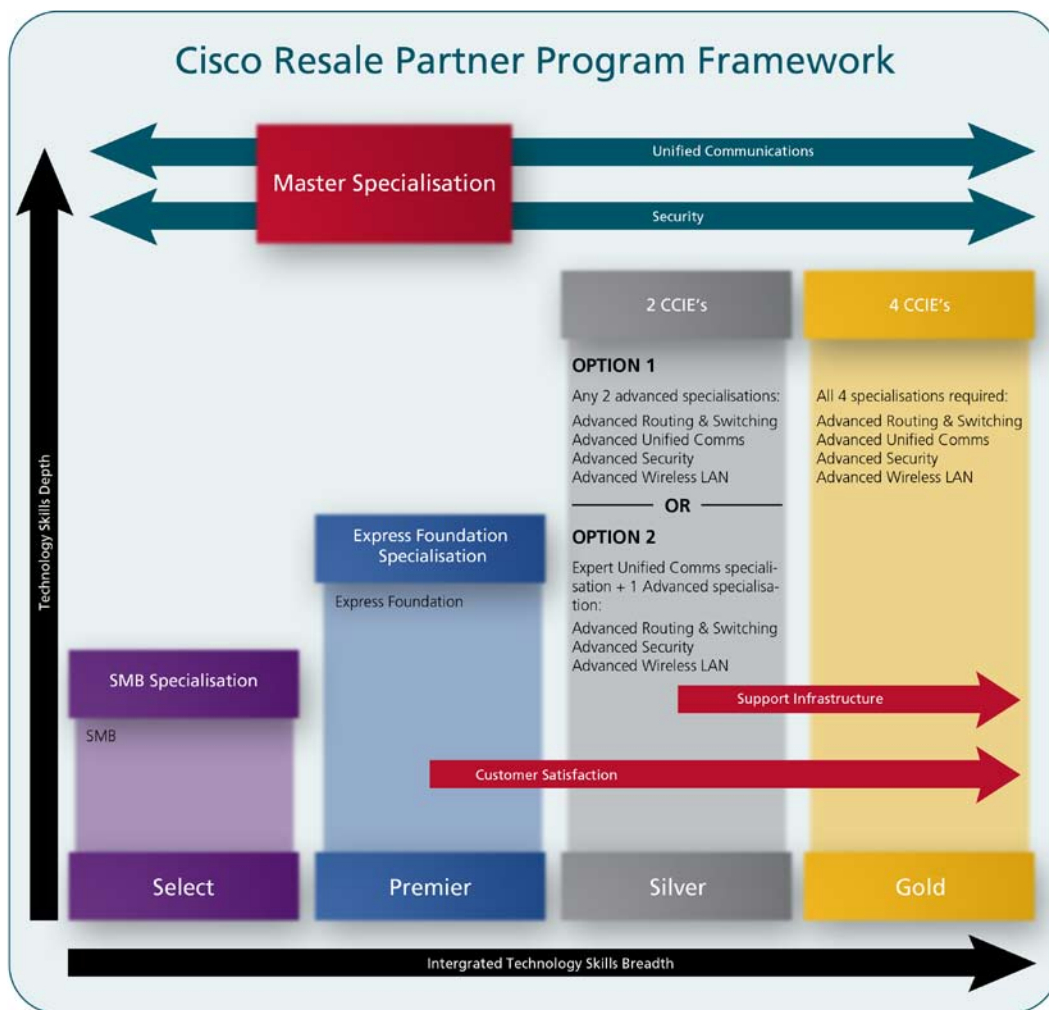 Cisco Resale Partner Program Framework
Unified Communications
Master Specialisation
Security
Technology Skills Depth
2 CCIE's
4 CCIE's
OPTION 1
Any 2 advanced specialisations:
Advanced Routing & Switching
Advanced Unified Comms
Advanced Security
Advanced Wireless LAN
OR
OPTION 2
Expert Unified Comms speciali-
sation + 1 Advanced specialisa-
tion:
Advanced Routing & Switching
Advanced Security
Advanced Wireless LAN
All 4 specialisations required:
Advanced Routing & Switching
Advanced Unified Comms
Advanced Security
Advanced Wireless LAN
Express Foundation
Specialisation
Express Foundation
SMB Specialisation
SMB
Support Infrastructure
Customer Satisfaction
Select
Premier
Silver
Gold
Intergrated Technology Skills Breadth